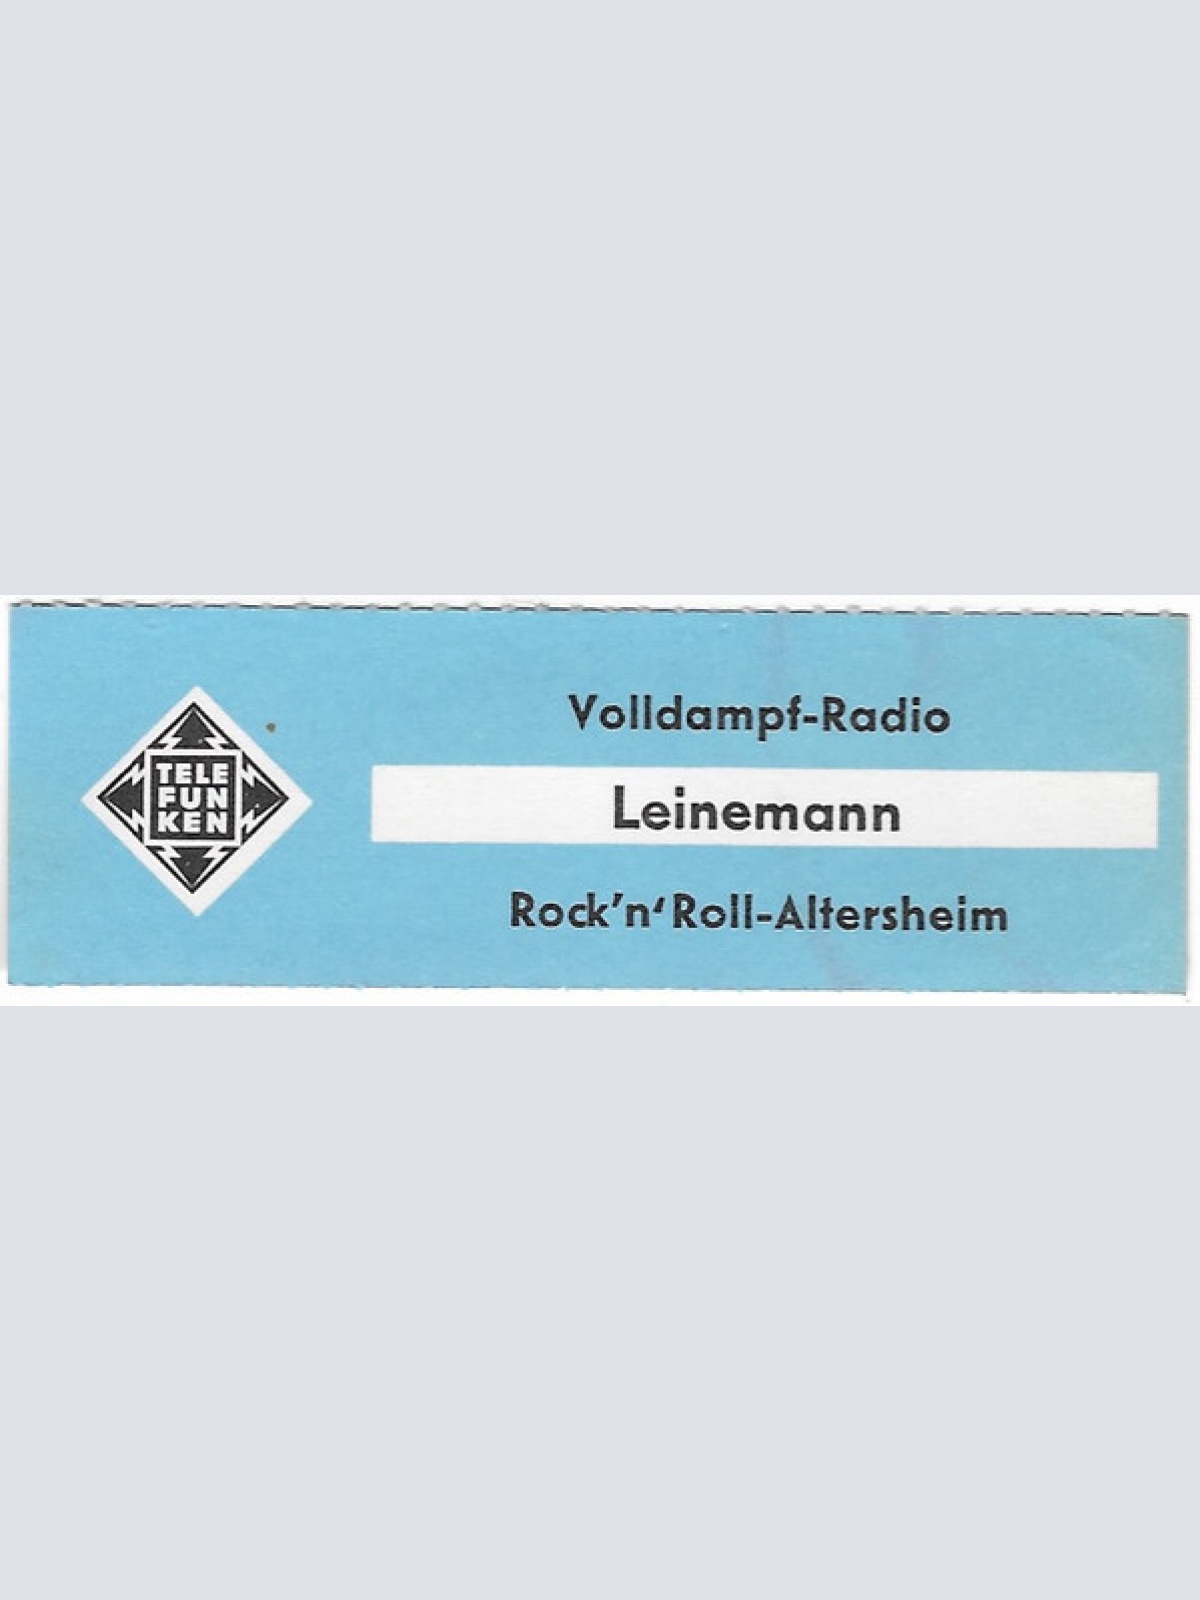 TELE
FUN
KEN
Volldampf-Radio
Leinemann
Rock'n‘Roll-Altersheim